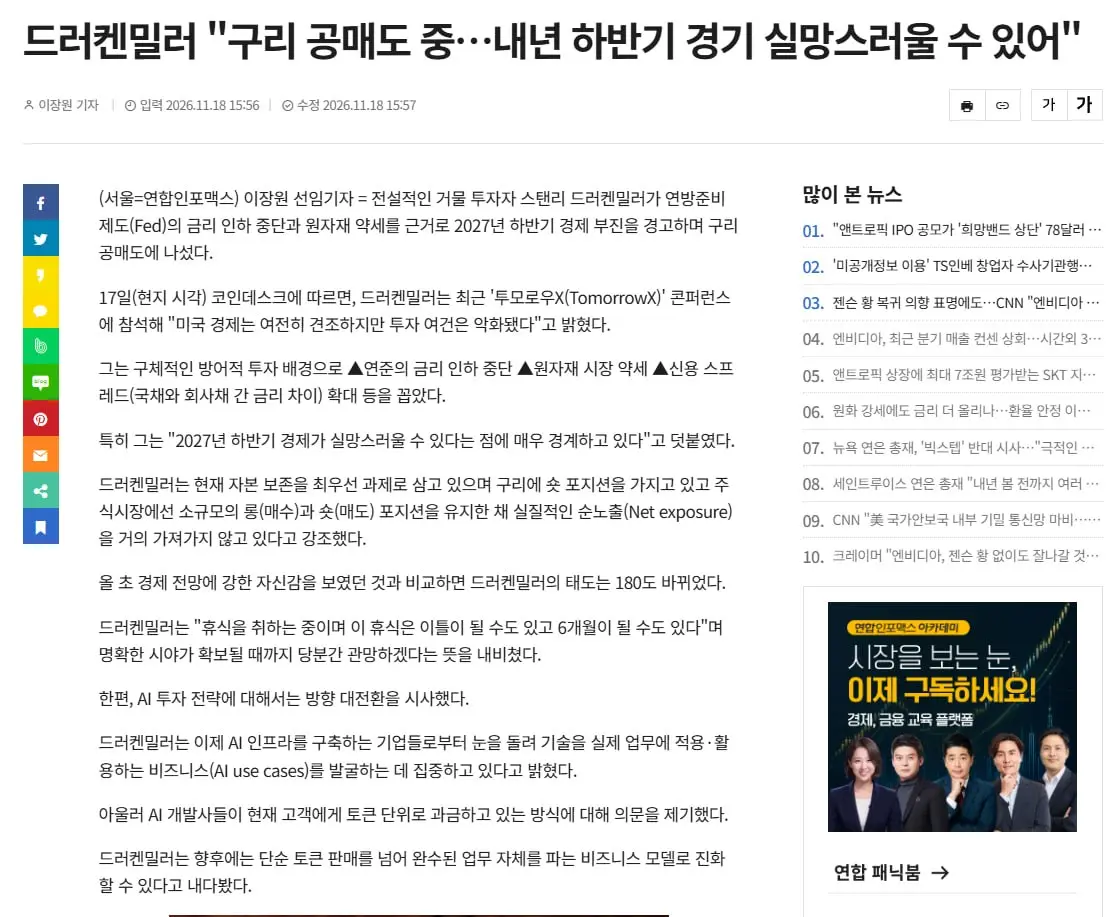 드러켄밀러 "구리 공매도 중…내년 하반기 경기 실망스러울 수 있어"
이장원 기자 | 입력 2026.11.18 15:56 | 수정 2026.11.18 15:57
가 가
(서울=연합인포맥스) 이장원 선임기자 = 전설적인 거물 투자자 스탠리 드러켄밀러가 연방준비
제도(Fed)의 금리 인하 중단과 원자재 약세를 근거로 2027년 하반기 경제 부진을 경고하며 구리
공매도에 나섰다.
17일(현지 시각) 코인데스크에 따르면, 드러켄밀러는 최근 '투모로우X(TomorrowX)' 콘퍼런스
에 참석해 "미국 경제는 여전히 견조하지만 투자 여건은 악화됐다"고 밝혔다.
그는 구체적인 방어적 투자 배경으로 ▲연준의 금리 인하 중단 ▲원자재 시장 약세 ▲신용 스프
레드(국채와 회사채 간 금리 차이) 확대 등을 꼽았다.
특히 그는 "2027년 하반기 경제가 실망스러울 수 있다는 점에 매우 경계하고 있다"고 덧붙였다.
드러켄밀러는 현재 자본 보존을 최우선 과제로 삼고 있으며 구리에 숏 포지션을 가지고 있고 주
식시장에선 소규모의 롱(매수)과 숏(매도) 포지션을 유지한 채 실질적인 순노출(Net exposure)
을 거의 가져가지 않고 있다고 강조했다.
올 초 경제 전망에 강한 자신감을 보였던 것과 비교하면 드러켄밀러의 태도는 180도 바뀌었다.
드러켄밀러는 "휴식을 취하는 중이며 이 휴식은 이틀이 될 수도 있고 6개월이 될 수도 있다"며
명확한 시야가 확보될 때까지 당분간 관망하겠다는 뜻을 내비쳤다.
한편, AI 투자 전략에 대해서는 방향 대전환을 시사했다.
드러켄밀러는 이제 AI 인프라를 구축하는 기업들로부터 눈을 돌려 기술을 실제 업무에 적용·활
용하는 비즈니스(AI use cases)를 발굴하는 데 집중하고 있다고 밝혔다.
아울러 AI 개발사들이 현재 고객에게 토큰 단위로 과금하고 있는 방식에 대해 의문을 제기했다.
드러켄밀러는 향후에는 단순 토큰 판매를 넘어 완수된 업무 자체를 파는 비즈니스 모델로 진화
할 수 있다고 내다봤다.
많이 본 뉴스
01. "앤트로픽 IPO 공모가 '희망밴드 상단' 78달러 …
02. '미공개정보 이용' TS인베 창업자 수사기관행…
03. 젠슨 황 복귀 의향 표명에도…CNN "엔비디아 …
04. 엔비디아, 최근 분기 매출 컨센 상회…시간외 3…
05. 앤트로픽 상장에 최대 7조원 평가받는 SKT 지…
06. 원화 강세에도 금리 더 올리나…환율 안정 이…
07. 뉴욕 연은 총재, '빅스텝' 반대 시사…"극적인 …
08. 세인트루이스 연은 총재 "내년 봄 전까지 여러 …
09. CNN "美 국가안보국 내부 기밀 통신망 마비……
10. 크레이머 "엔비디아, 젠슨 황 없이도 잘나갈 것…
연합인포맥스 아카데미
시장을 보는 눈,
이제 구독하세요!
경제, 금융 교육 플랫폼
연합 패닉붐 →